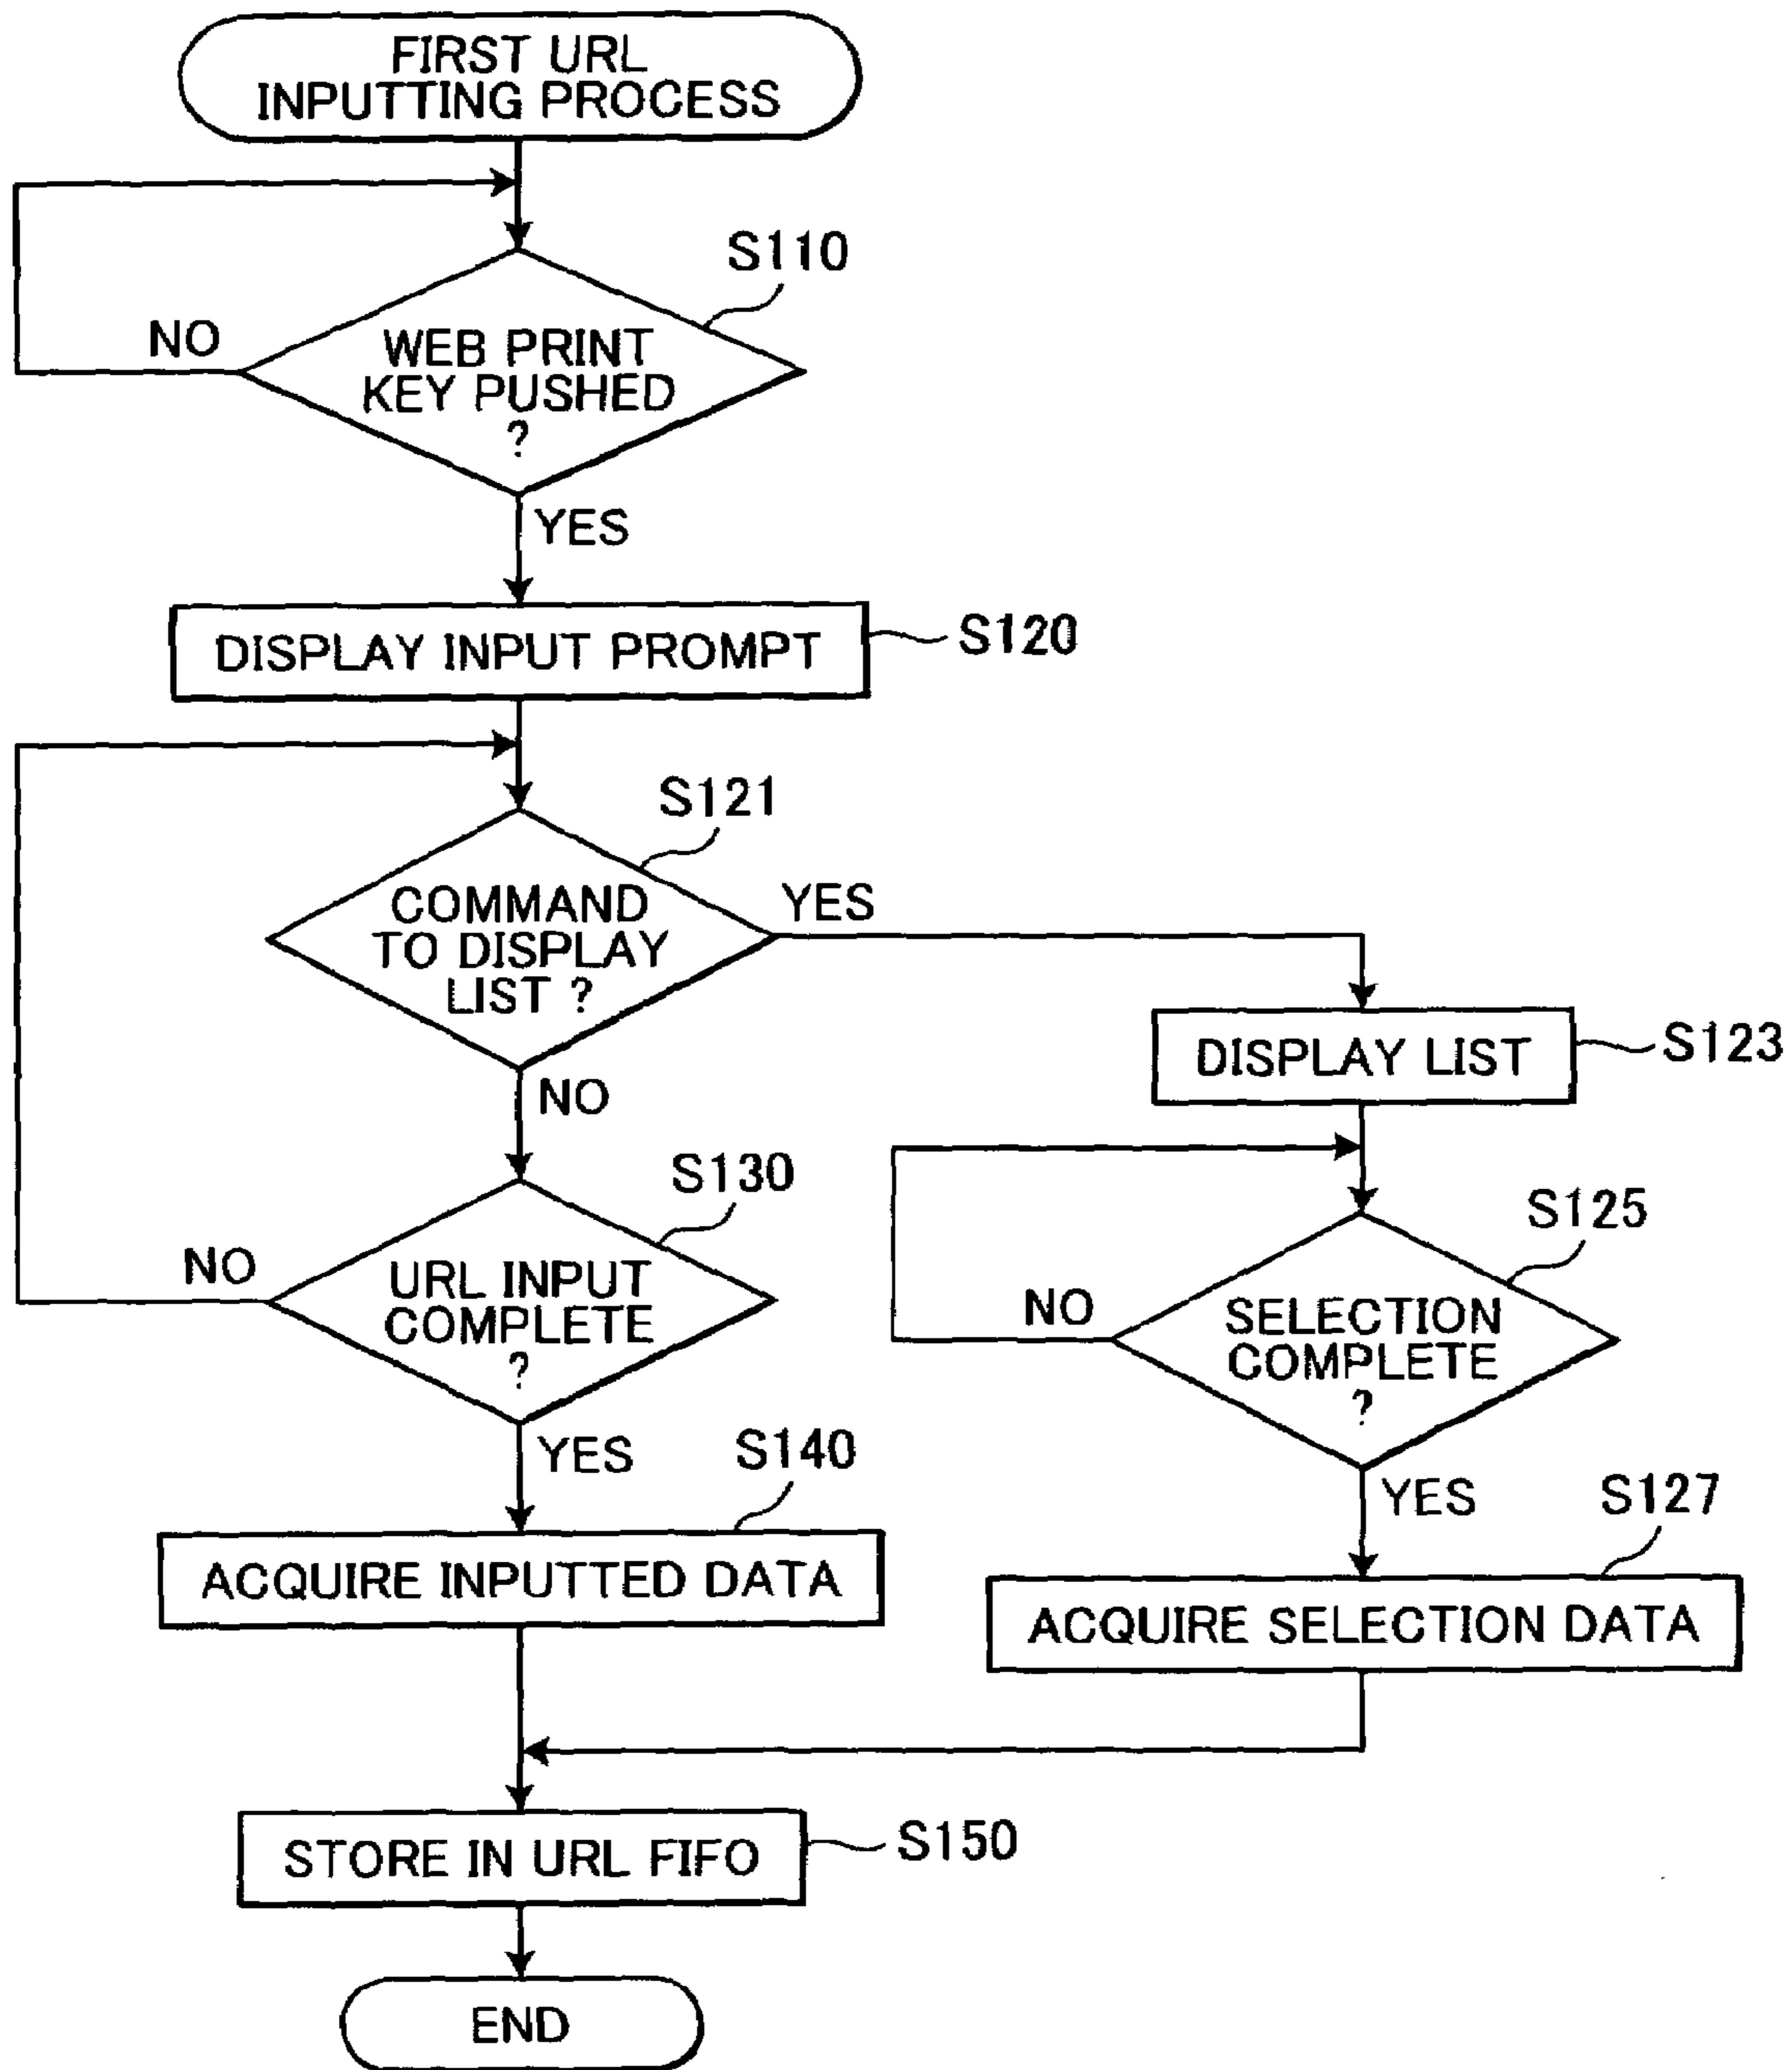 FIRST URL
INPUTTING PROCESS
S110
NO
WEB PRINT
KEY PUSHED
?
YES
DISPLAY INPUT PROMPT
S120
S121
COMMAND
TO DISPLAY
LIST ?
YES
NO
DISPLAY LIST
S123
S130
NO
URL INPUT
COMPLETE
?
YES
S125
NO
SELECTION
COMPLETE
?
YES
S140
ACQUIRE INPUTTED DATA
S127
ACQUIRE SELECTION DATA
STORE IN URL FIFO
S150
END